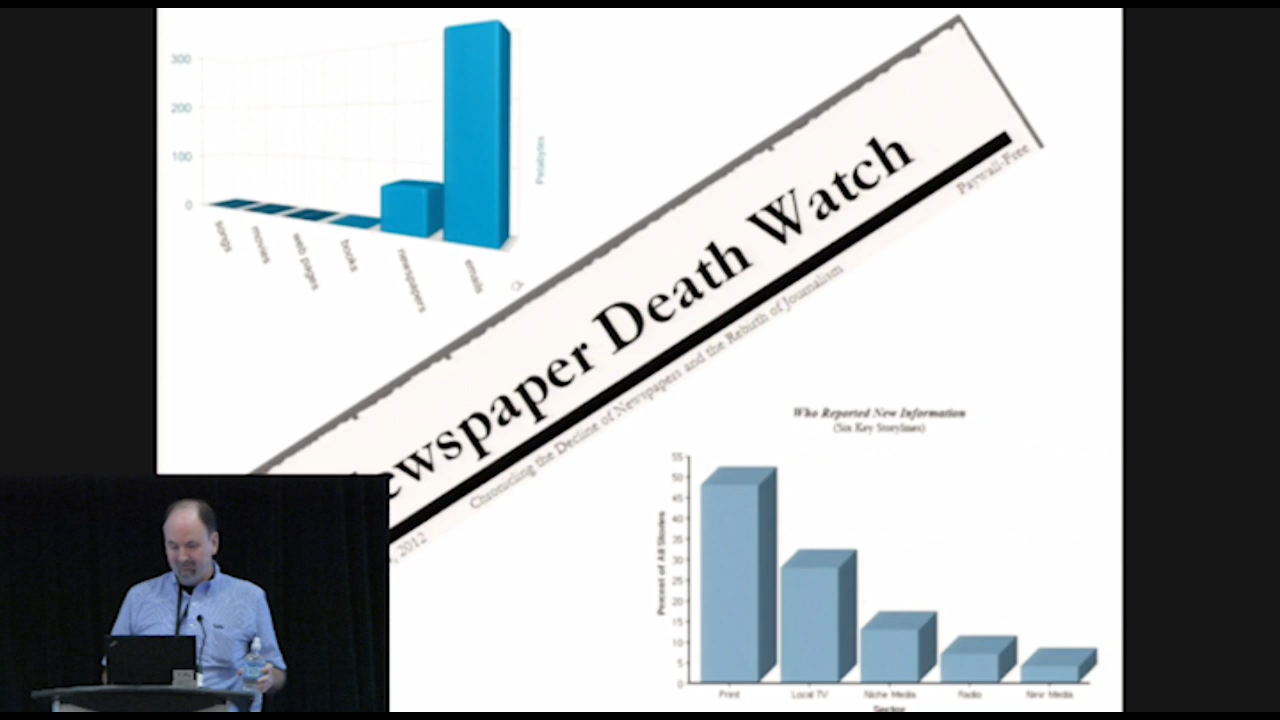 300
200
100
0
Petabytes
songs
movies
web pages
books
newspapers
emails
ewspaper Death Watch
Paywall-Free
Chronicling the Decline of Newspapers and the Rebirth of Journalism
, 2012
Who Reported New Information
(Six Key Storylines)
Percent of All Stories
55
50
45
40
35
30
25
20
15
10
5
0
Print
Local TV
Niche Media
Radio
New Media
Sector